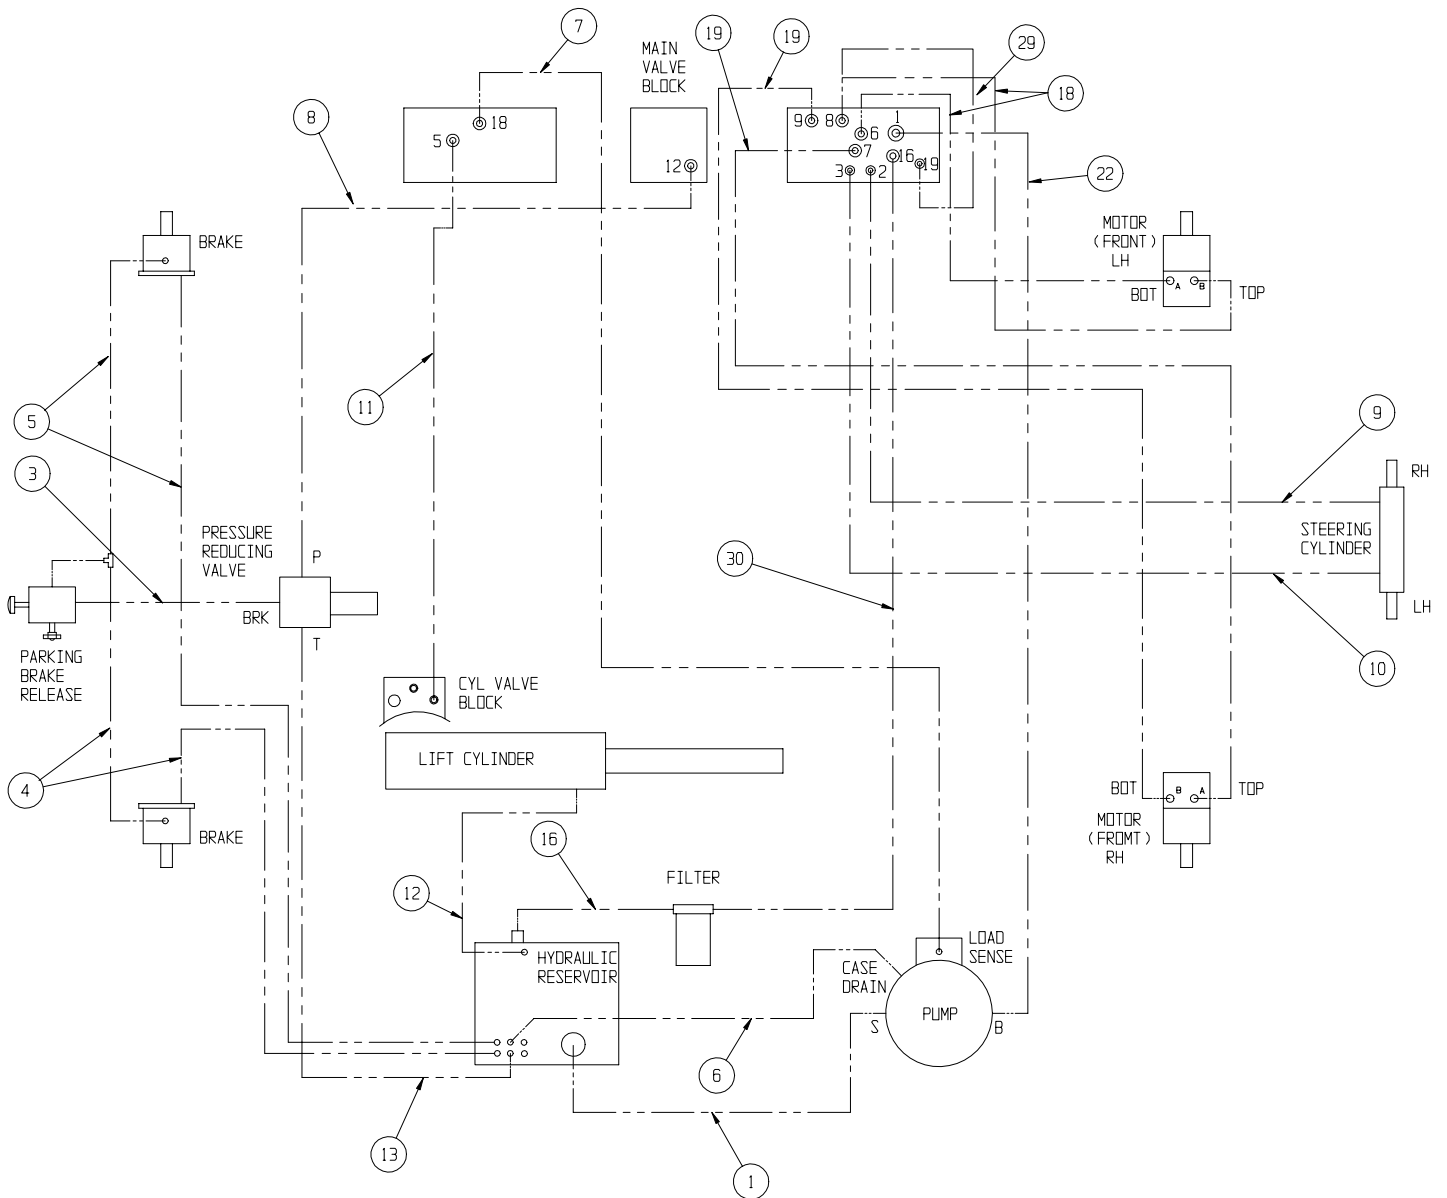 7
19
19
29
MAIN
VALVE
BLOCK
18
8
18
5
12
9
8
6
1
7
16
3
2
19
22
BRAKE
MOTOR
(FRONT)
LH
A
B
BOT
TOP
11
5
9
3
RH
STEERING
CYLINDER
PRESSURE
REDUCING
VALVE
P
30
BRK
T
LH
PARKING
BRAKE
RELEASE
10
CYL VALVE
BLOCK
4
LIFT CYLINDER
BOT
B
A
TOP
MOTOR
(FROMT)
RH
BRAKE
16
12
FILTER
HYDRAULIC
RESERVOIR
LOAD
SENSE
CASE
DRAIN
PUMP
S
B
6
13
1